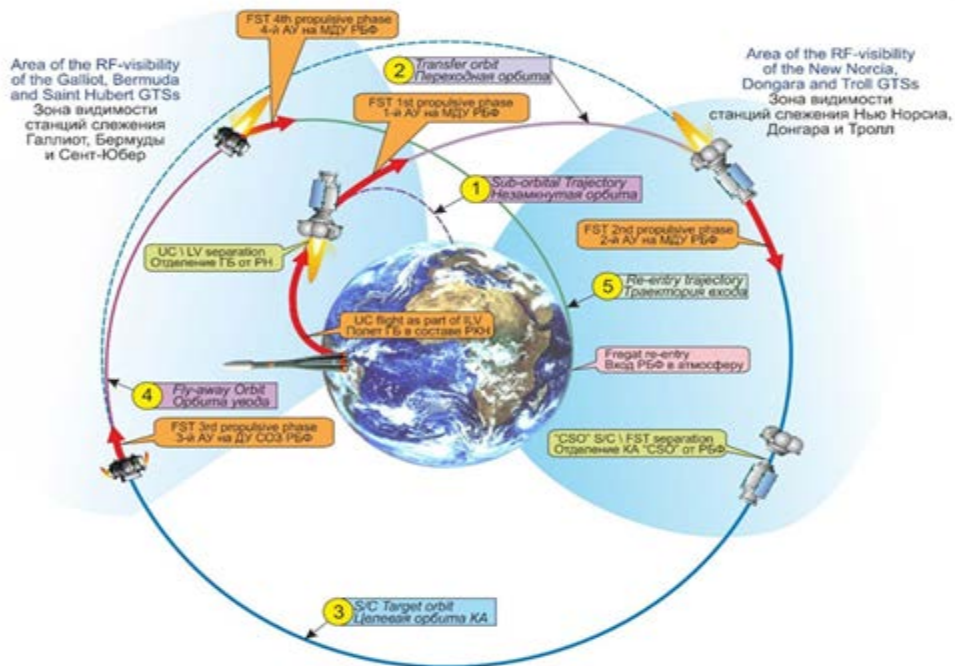 FST 4th propulsive phase
4-й АУ на МДУ РБФ
Area of the RF-visibility
of the Galliot, Bermuda
and Saint Hubert GTSs
Зона видимости
станций слежения
Галлиот, Бермуды
и Сент-Юбер
2
Transfer orbit
Переходная орбита
FST 1st propulsive phase
1-й АУ на МДУ РБФ
Area of the RF-visibility
of the New Norcia,
Dongara and Troll GTSs
Зона видимости
станций слежения Нью Норсиа,
Донгара и Тролл
1
Sub-orbital Trajectory
Незамкнутая орбита
UC \ LV separation
Отделение ГБ от РН
FST 2nd propulsive phase
2-й АУ на МДУ РБФ
5
Re-entry trajectory
Траектория входа
UC flight as part of ILV
Полет ГБ в составе РКН
Fregat re-entry
Вход РБФ в атмосферу
4
Fly-away Orbit
Орбита увода
FST 3rd propulsive phase
3-й АУ на ДУ СОЗ РБФ
"CSO" S/C \ FST separation
Отделение КА "CSO" от РБФ
3
S/C Target orbit
Целевая орбита КА